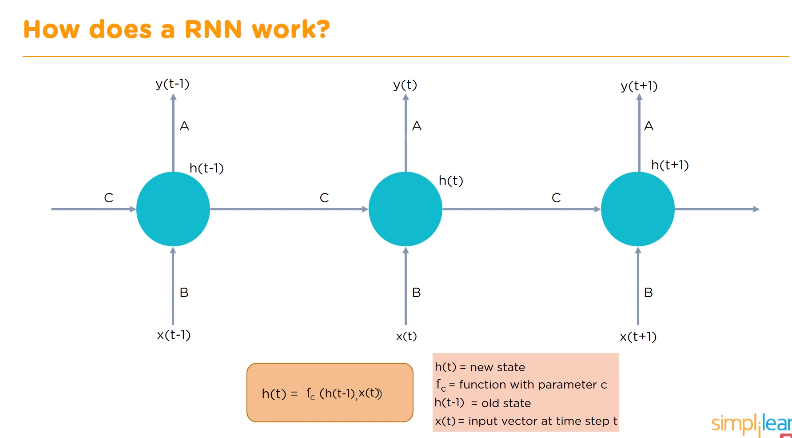 How does a RNN work?
y(t-1)
y(t)
y(t+1)
A
A
A
h(t-1)
h(t)
h(t+1)
C
C
C
B
B
B
x(t-1)
x(t)
x(t+1)
h(t) = fc (h(t-1),x(t))
h(t) = new state
fc = function with parameter c
h(t-1) = old state
x(t) = input vector at time step t
simplilear